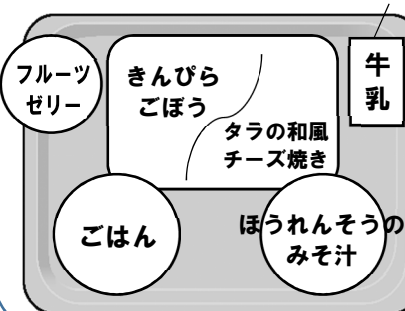 フルーツ
ゼリー
きんぴら
ごぼう
タラの和風
チーズ焼き
牛
乳
ごはん
ほうれんそうの
みそ汁